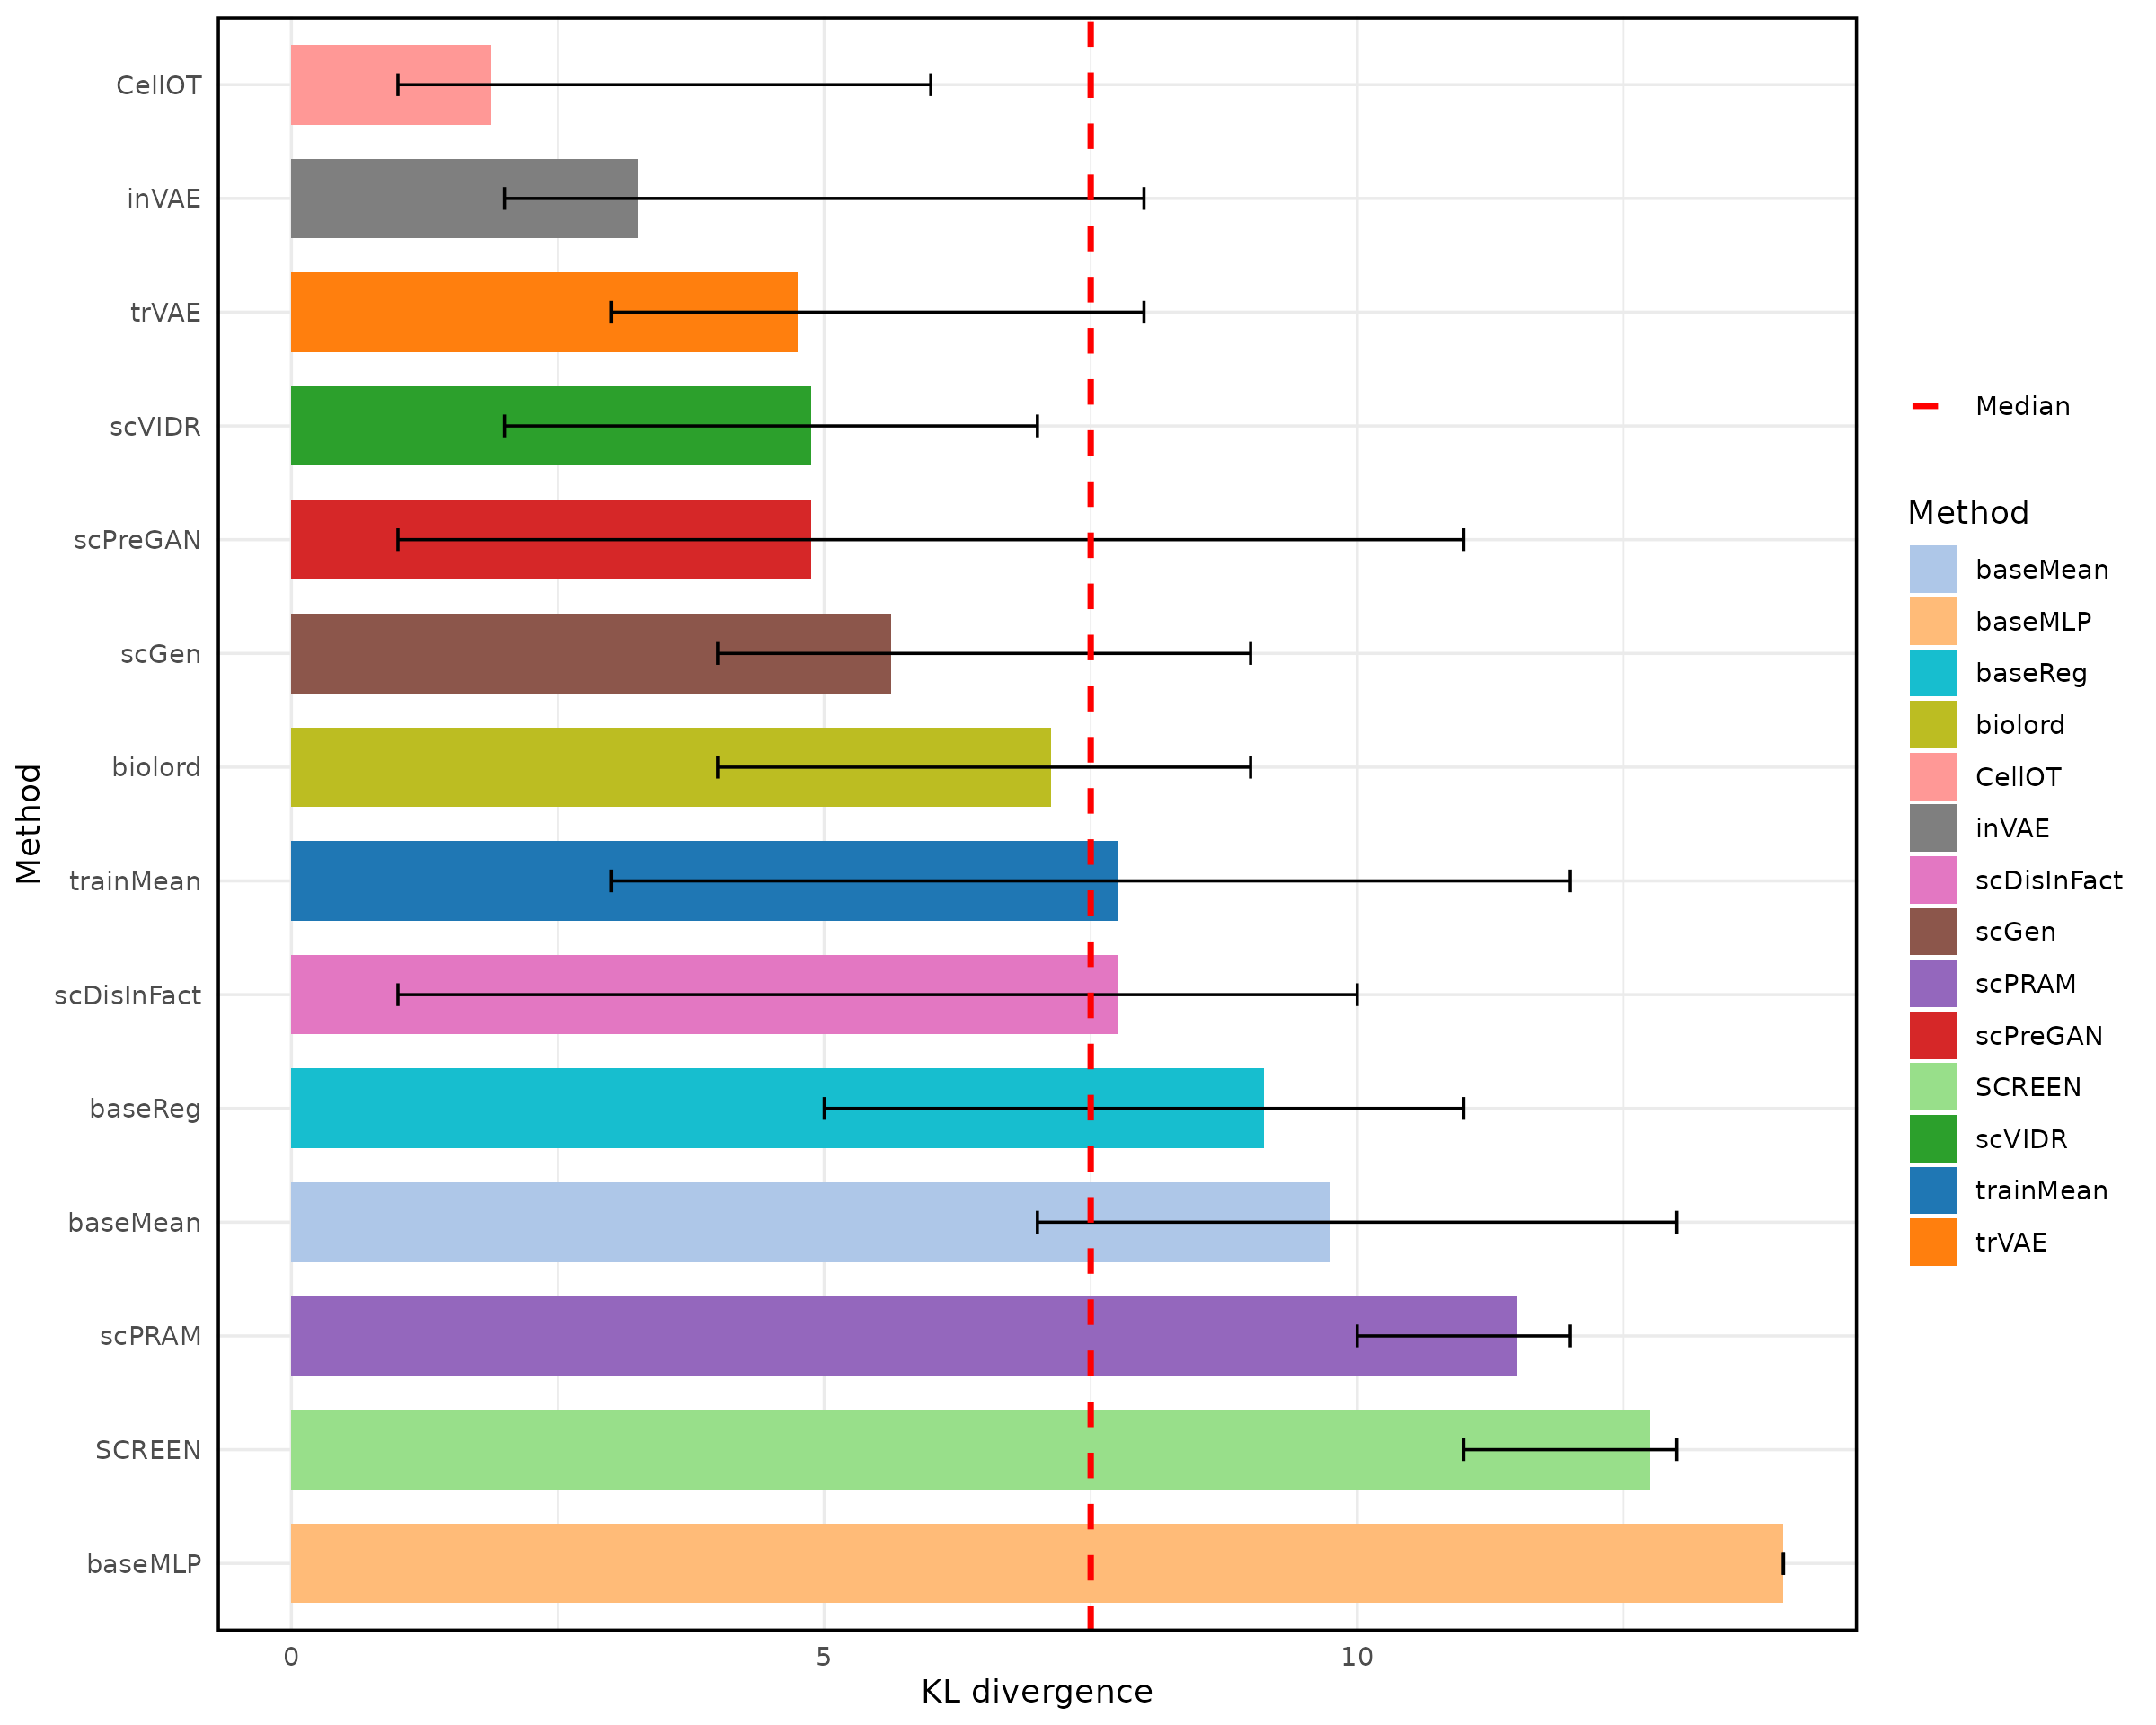 CellOT
inVAE
trVAE
scVIDR
scPreGAN
scGen
biolord
trainMean
scDisInFact
baseReg
baseMean
scPRAM
SCREEN
baseMLP
Method
0 5 10
KL divergence
Median
Method
baseMean
baseMLP
baseReg
biolord
CellOT
inVAE
scDisInFact
scGen
scPRAM
scPreGAN
SCREEN
scVIDR
trainMean
trVAE